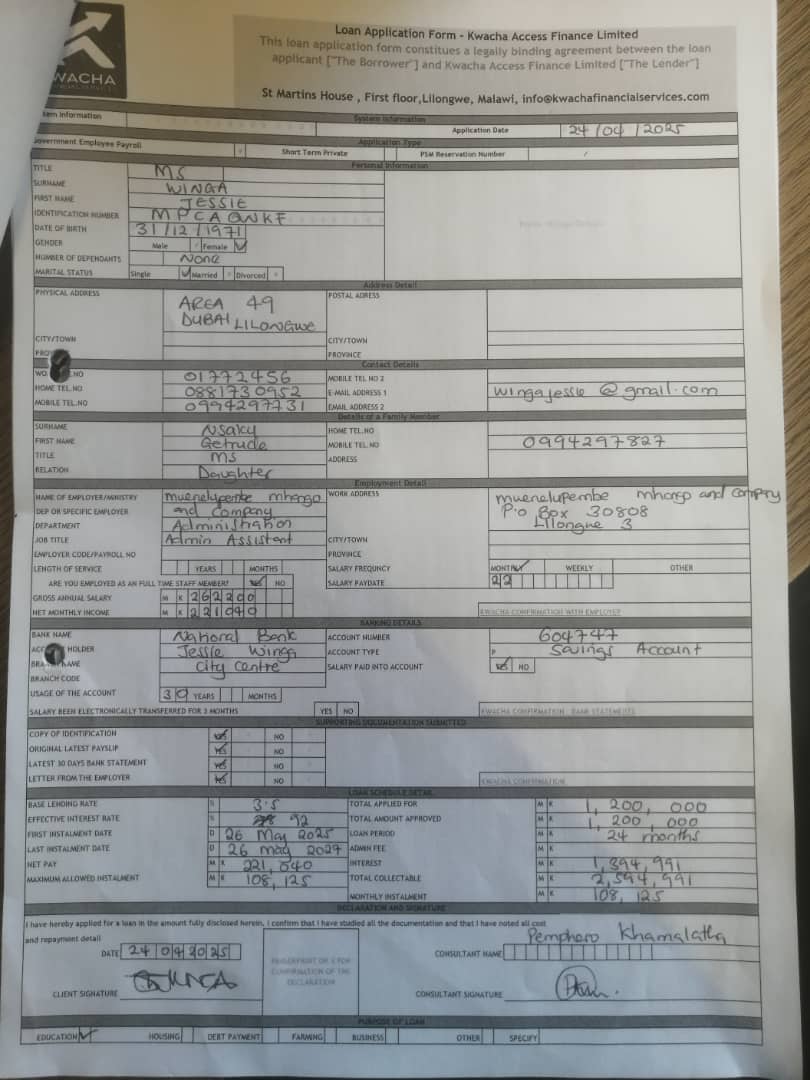 Loan Application Form - Kwacha Access Finance Limited
This loan application form constitutes a legally binding agreement between the loan
applicant ["The Borrower"] and Kwacha Access Finance Limited ["The Lender"]
WACHA
St Martins House , First floor,Lilongwe, Malawi, info@kwachafinancialservices.com
tem Information System Information
Application Date 24/04/2025
Government Employee Payroll Application Type
Short Term Private PSM Reservation Number
Personal Information
TITLE MS
SURNAME WINGA
FIRST NAME JESSIE
IDENTIFICATION NUMBER MPCAQNKF
DATE OF BIRTH 31/12/1971
GENDER Male Female ✓
NUMBER OF DEPENDANTS None
MARITAL STATUS Single ✓ Married Divorced
Address Detail
PHYSICAL ADDRESS AREA 49 POSTAL ADRESS
DUBAI LILONGWE
CITY/TOWN CITY/TOWN
PROV PROVINCE
Contact Details
WO .NO 01772456 MOBILE TEL NO 2
HOME TEL.NO 0881730952 E-MAIL ADDRESS 1 wingajessie@gmail.com
MOBILE TEL.NO 0994297731 EMAIL ADDRESS 2
Details of a Family Member
SURNAME Nsaku HOME TEL.NO
FIRST NAME Getrude MOBILE TEL.NO 0994297827
TITLE ms ADDRESS
RELATION Daughter
Employment Detail
NAME OF EMPLOYER/MINISTRY muenelupembe mhango WORK ADDRESS muenelupembe mhango and company
DEP OR SPECIFIC EMPLOYER and Company P.o Box 30808
DEPARTMENT Administration Lilongwe 3
JOB TITLE Admin Assistant CITY/TOWN
EMPLOYER CODE/PAYROLL NO PROVINCE
LENGTH OF SERVICE YEARS MONTHS SALARY FREQUNCY MONTHLY WEEKLY OTHER
ARE YOU EMPLOYED AS AN FULL TIME STAFF MEMBER? YES NO SALARY PAYDATE 22
GROSS ANNUAL SALARY M K 262200
NET MONTHLY INCOME M K 221040 KWACHA CONFIRMATION WITH EMPLOYER
BANKING DETAILS
BANK NAME National Bank ACCOUNT NUMBER 604747
ACC HOLDER Jessie Winga ACCOUNT TYPE P Savings Account
BRA NAME City Centre SALARY PAID INTO ACCOUNT YES NO
BRANCH CODE
USAGE OF THE ACCOUNT 30 YEARS MONTHS
SALARY BEEN ELECTRONICALLY TRANSFERRED FOR 3 MONTHS YES NO KWACHA CONFIRMATION - BANK STATEMENTS
SUPPORTING DOCUMENTATION SUBMITTED
COPY OF IDENTIFICATION YES NO
ORIGINAL LATEST PAYSLIP YES NO
LATEST 30 DAYS BANK STATEMENT YES NO
LETTER FROM THE EMPLOYER YES NO KWACHA CONFIRMATION
LOAN SCHEDULE DETAIL
BASE LENDING RATE % 3.5 TOTAL APPLIED FOR M K 1,200,000
EFFECTIVE INTEREST RATE % 92 TOTAL AMOUNT APPROVED M K 1,200,000
FIRST INSTALMENT DATE D 26 May 2025 LOAN PERIOD M K 24 months
LAST INSTALMENT DATE D 26 may 2027 ADMIN FEE
NET PAY M K 221,040 INTEREST M K 1,394,991
MAXIMUM ALLOWED INSTALMENT M K 108,125 TOTAL COLLECTABLE M K 2,594,991
MONTHLY INSTALMENT M K 108,125
DECLARATION AND SIGNATURE
I have hereby applied for a loan in the amount fully disclosed herein, I confirm that I have studied all the documentation and that I have noted all cost
and repayment detail
DATE 24042025 CONSULTANT NAME Pemphero Khamalatha
FINGERPRINT OR X FOR
CONFIRMATION OF THE
DECLARATION
CLIENT SIGNATURE CONSULTANT SIGNATURE
PURPOSE OF LOAN
EDUCATION ✓ HOUSING DEBT PAYMENT FARMING BUSINESS OTHER SPECIFY